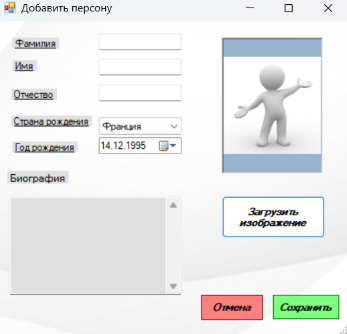 Добавить персону
Фамилия
Имя
Отчество
Страна рождения
Франция
Год рождения
14.12.1995
Биография
Загрузить
изображение
Отмена
Сохранить